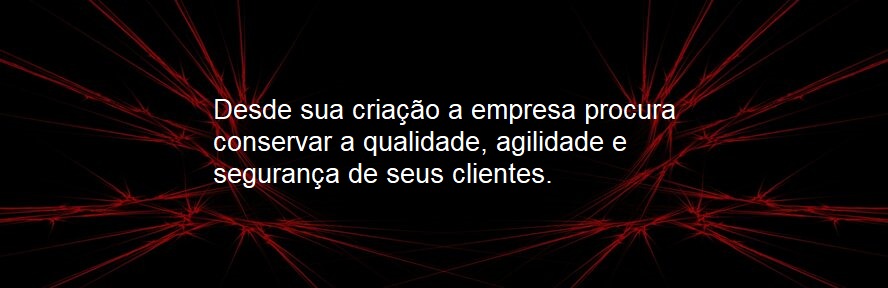 Desde sua criação a empresa procura
conservar a qualidade, agilidade e
segurança de seus clientes.